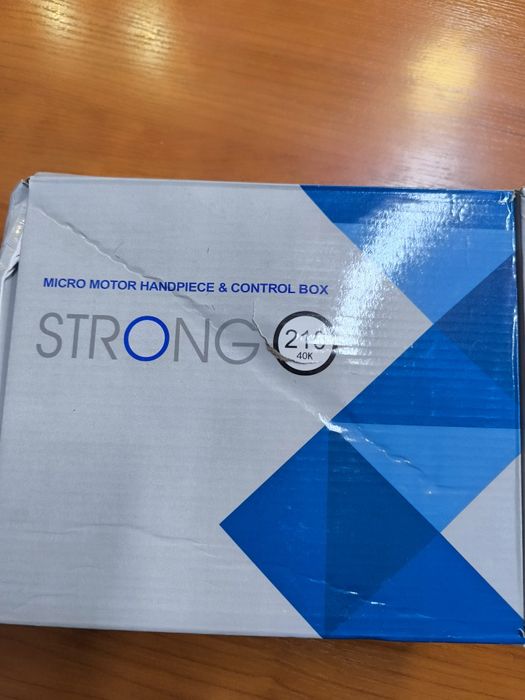 MICRO MOTOR HANDPIECE & CONTROL BOX
STRONG 210
40K